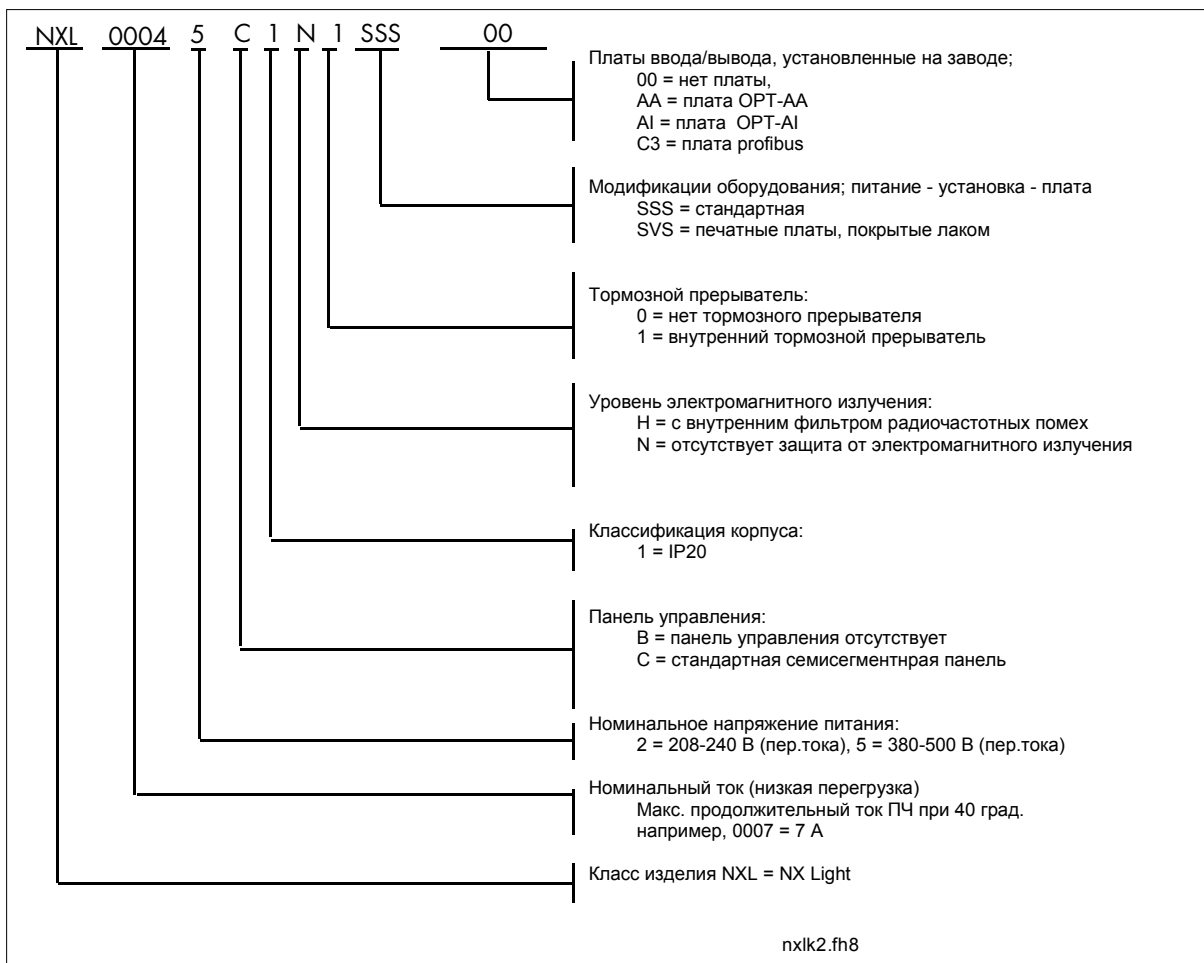 NXL 0004 5 C 1 N 1 SSS 00
Платы ввода/вывода, установленные на заводе;
00 = нет платы,
AA = плата OPT-AA
AI = плата OPT-AI
C3 = плата profibus
Модификации оборудования; питание - установка - плата
SSS = стандартная
SVS = печатные платы, покрытые лаком
Тормозной прерыватель:
0 = нет тормозного прерывателя
1 = внутренний тормозной прерыватель
Уровень электромагнитного излучения:
H = с внутренним фильтром радиочастотных помех
N = отсутствует защита от электромагнитного излучения
Классификация корпуса:
1 = IP20
Панель управления:
B = панель управления отсутствует
C = стандартная семисегментнрая панель
Номинальное напряжение питания:
2 = 208-240 В (пер.тока), 5 = 380-500 В (пер.тока)
Номинальный ток (низкая перегрузка)
Макс. продолжительный ток ПЧ при 40 град.
например, 0007 = 7 А
Класс изделия NXL = NX Light
nxlk2.fh8